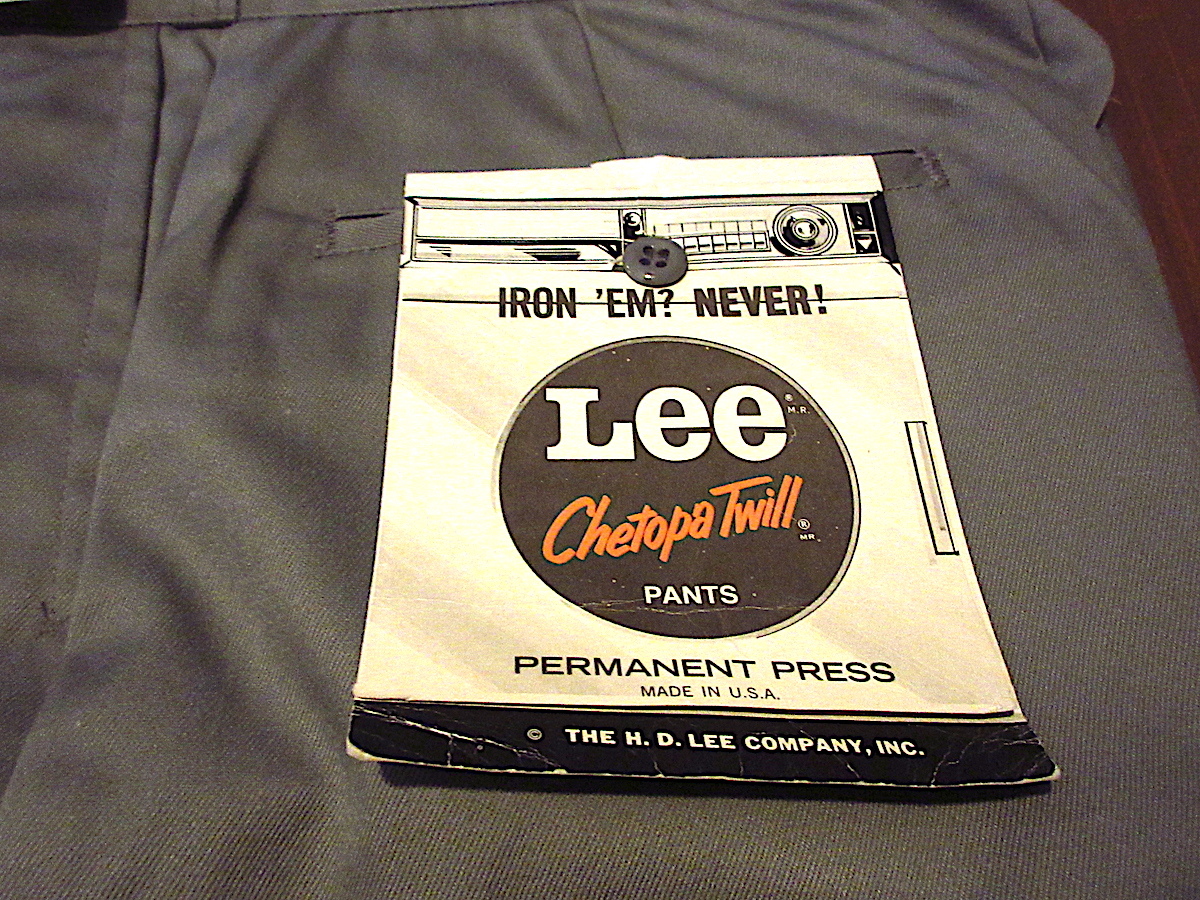 IRON 'EM? NEVER!
Lee ® M.R.
Chetopa Twill ® MR
PANTS
PERMANENT PRESS
MADE IN U.S.A.
© THE H. D. LEE COMPANY, INC.